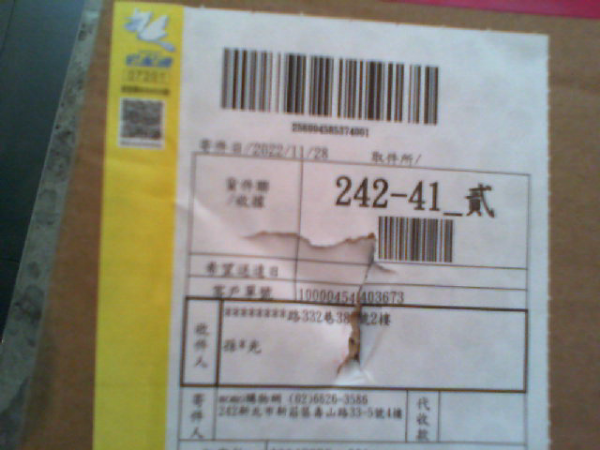 07201
256004585374001
寄件日/2022/11/28 取件所/
貨件聯
/收據
242-41_貳
希望送達日
客戶單號
收件人
********路332巷38號2樓
孫*光
寄件人
momo購物網 (02)6626-3586
242新北市新莊區壽山路33-5號4樓
代收款